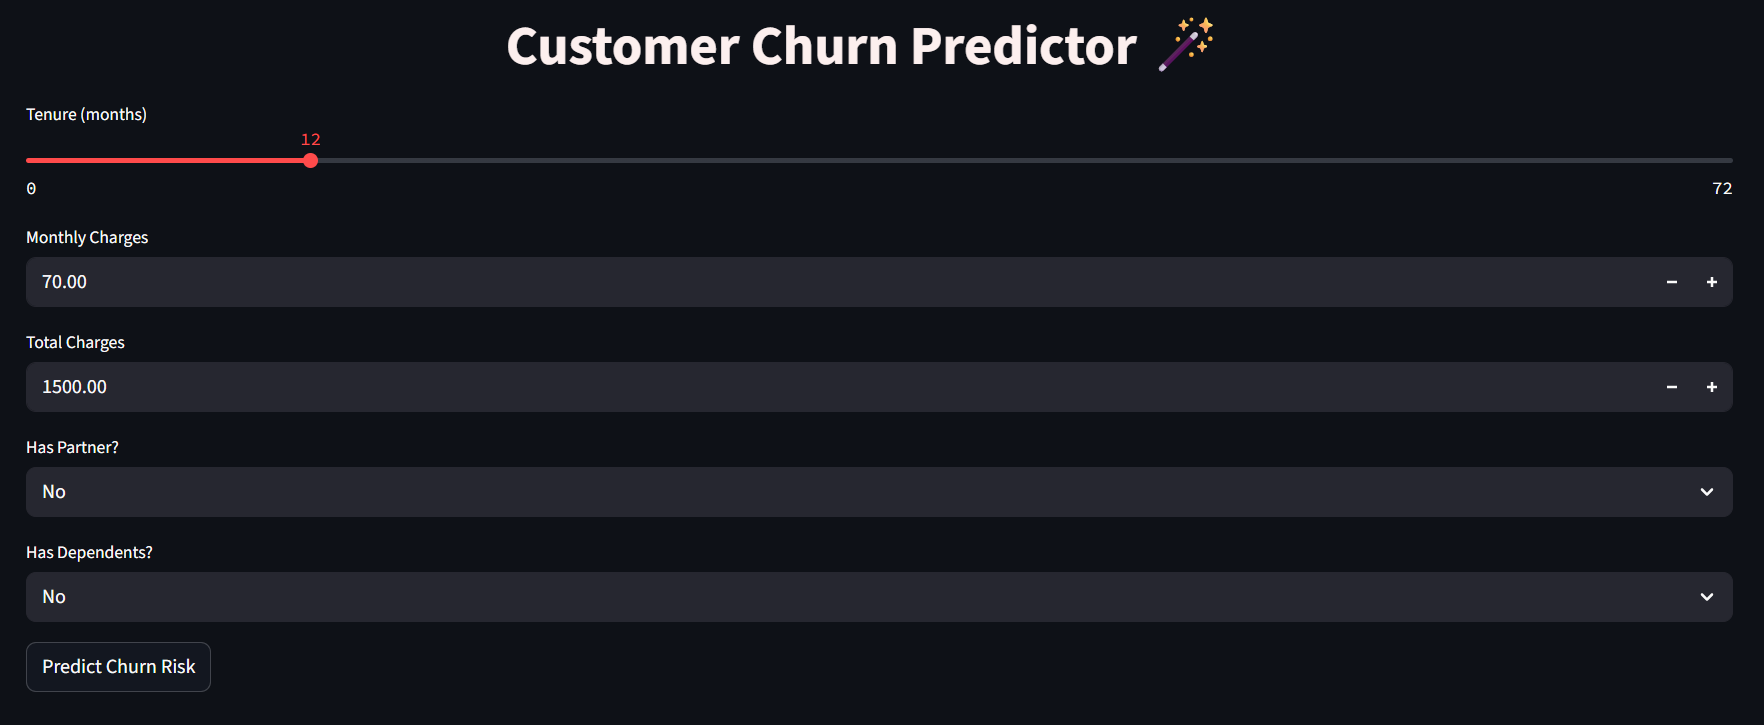 Customer Churn Predictor 🪄
Tenure (months)
12
0 72
Monthly Charges
70.00 − +
Total Charges
1500.00 − +
Has Partner?
No
Has Dependents?
No
Predict Churn Risk